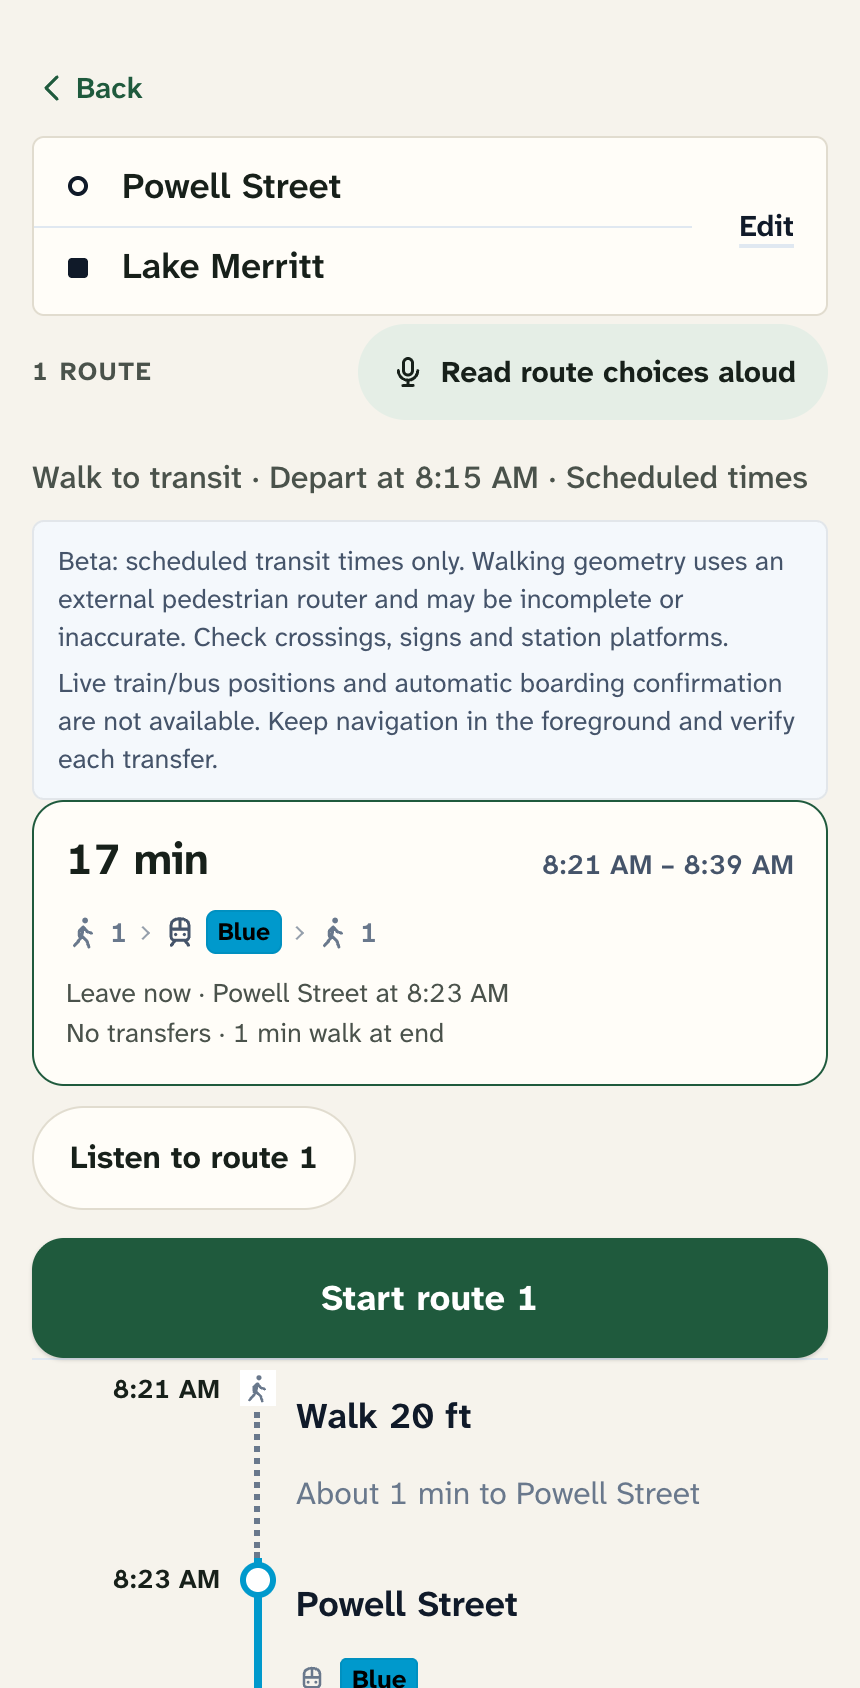 Back
Powell Street
Edit
Lake Merritt
1 ROUTE
Read route choices aloud
Walk to transit · Depart at 8:15 AM · Scheduled times
Beta: scheduled transit times only. Walking geometry uses an
external pedestrian router and may be incomplete or
inaccurate. Check crossings, signs and station platforms.
Live train/bus positions and automatic boarding confirmation
are not available. Keep navigation in the foreground and verify
each transfer.
17 min
8:21 AM – 8:39 AM
1 > Blue > 1
Leave now · Powell Street at 8:23 AM
No transfers · 1 min walk at end
Listen to route 1
Start route 1
8:21 AM
Walk 20 ft
About 1 min to Powell Street
8:23 AM
Powell Street
Blue